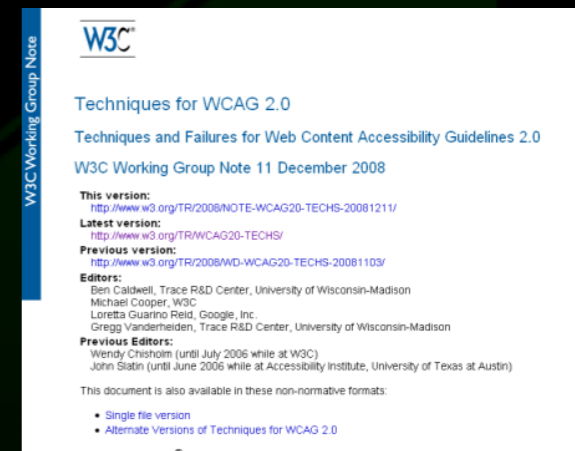 W3C Working Group Note
W3C®
Techniques for WCAG 2.0
Techniques and Failures for Web Content Accessibility Guidelines 2.0
W3C Working Group Note 11 December 2008
This version:
http://www.w3.org/TR/2008/NOTE-WCAG20-TECHS-20081211/
Latest version:
http://www.w3.org/TR/WCAG20-TECHS/
Previous version:
http://www.w3.org/TR/2008/WD-WCAG20-TECHS-20081103/
Editors:
Ben Caldwell, Trace R&D Center, University of Wisconsin-Madison
Michael Cooper, W3C
Loretta Guarino Reid, Google, Inc.
Gregg Vanderheiden, Trace R&D Center, University of Wisconsin-Madison
Previous Editors:
Wendy Chisholm (until July 2006 while at W3C)
John Slatin (until June 2006 while at Accessibility Institute, University of Texas at Austin)
This document is also available in these non-normative formats:
• Single file version
• Alternate Versions of Techniques for WCAG 2.0